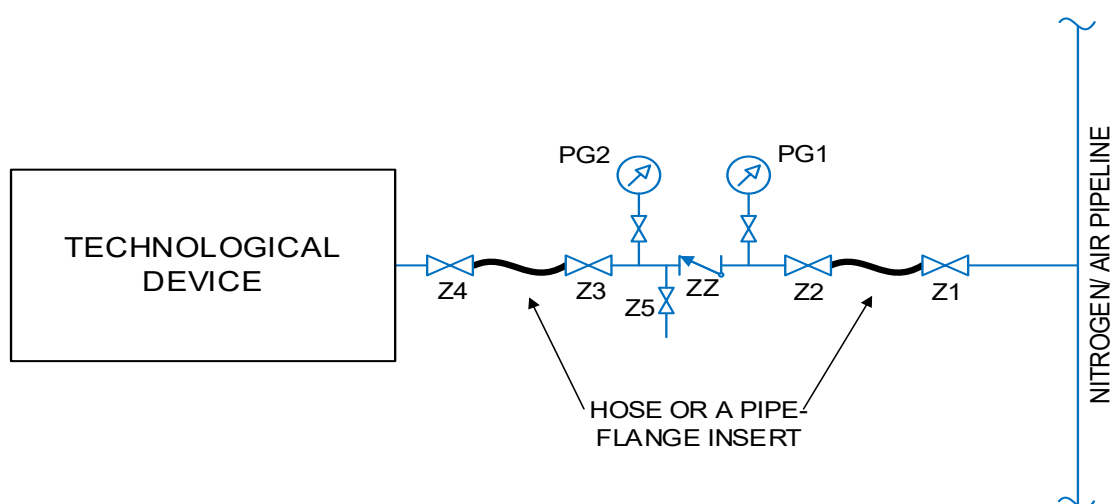 PG2
PG1
TECHNOLOGICAL
DEVICE
Z4
Z3
Z5
ZZ
Z2
Z1
HOSE OR A PIPE-
FLANGE INSERT
NITROGEN/ AIR PIPELINE